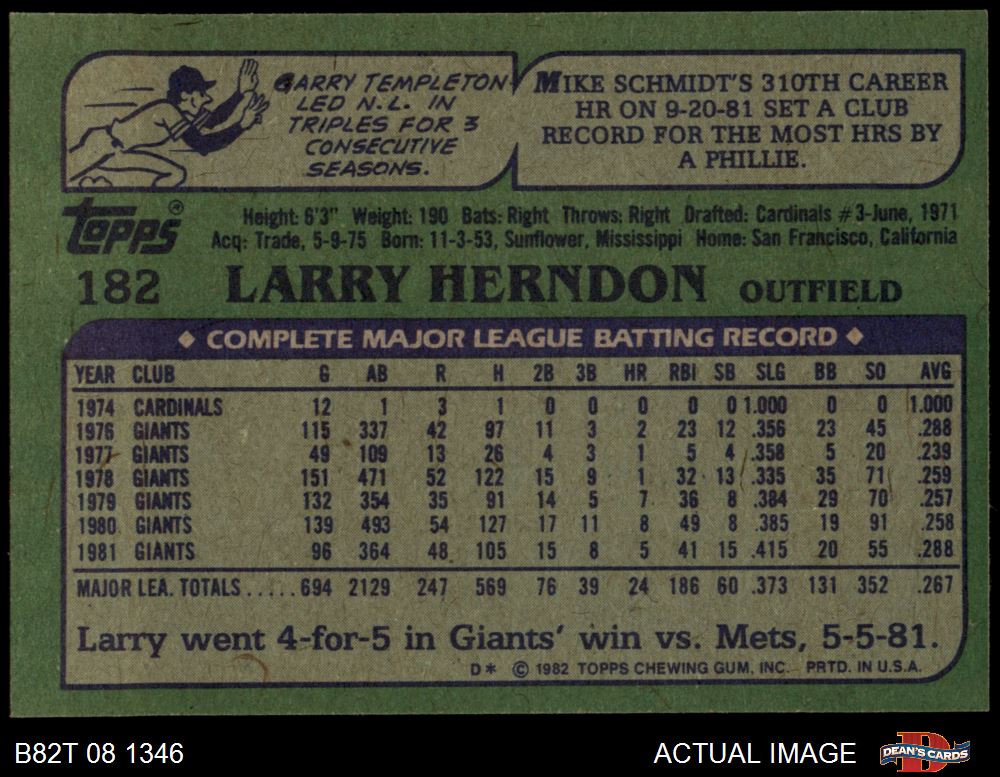 GARRY TEMPLETON
LED N.L. IN
TRIPLES FOR 3
CONSECUTIVE
SEASONS.
MIKE SCHMIDT'S 310TH CAREER
HR ON 9-20-81 SET A CLUB
RECORD FOR THE MOST HRS BY
A PHILLIE.
TOPPS®
Height: 6'3" Weight: 190 Bats: Right Throws: Right Drafted: Cardinals #3-June, 1971
Acq: Trade, 5-9-75 Born: 11-3-53, Sunflower, Mississippi Home: San Francisco, California
182 LARRY HERNDON OUTFIELD
◆ COMPLETE MAJOR LEAGUE BATTING RECORD ◆
YEAR CLUB G AB R H 2B 3B HR RBI SB SLG BB SO AVG
1974 CARDINALS 12 1 3 1 0 0 0 0 0 1.000 0 0 1.000
1976 GIANTS 115 337 42 97 11 3 2 23 12 .356 23 45 .288
1977 GIANTS 49 109 13 26 4 3 1 5 4 .358 5 20 .239
1978 GIANTS 151 471 52 122 15 9 1 32 13 .335 35 71 .259
1979 GIANTS 132 354 35 91 14 5 7 36 8 .384 29 70 .257
1980 GIANTS 139 493 54 127 17 11 8 49 8 .385 19 91 .258
1981 GIANTS 96 364 48 105 15 8 5 41 15 .415 20 55 .288
MAJOR LEA. TOTALS ..... 694 2129 247 569 76 39 24 186 60 .373 131 352 .267
Larry went 4-for-5 in Giants' win vs. Mets, 5-5-81.
D* © 1982 TOPPS CHEWING GUM, INC. PRTD. IN U.S.A.
B82T 08 1346
ACTUAL IMAGE
D
DEAN'S CARDS